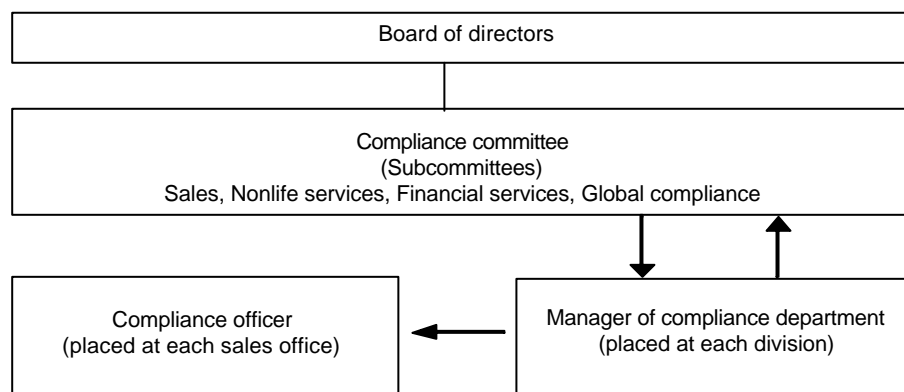 Board of directors
Compliance committee
(Subcommittees)
Sales, Nonlife services, Financial services, Global compliance
Compliance officer
(placed at each sales office)
Manager of compliance department
(placed at each division)